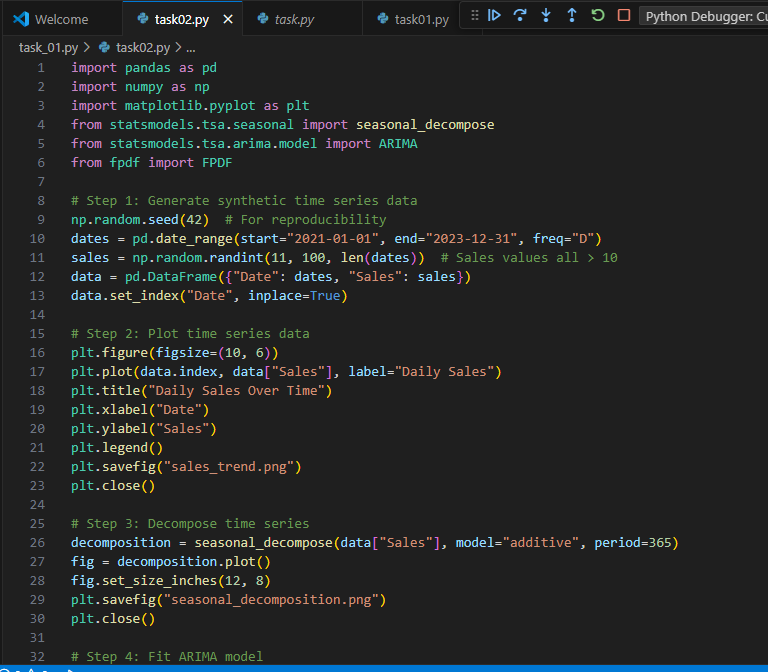 Welcome task02.py task.py task01.py Python Debugger: Cu
task_01.py > task02.py > ...
1 import pandas as pd
2 import numpy as np
3 import matplotlib.pyplot as plt
4 from statsmodels.tsa.seasonal import seasonal_decompose
5 from statsmodels.tsa.arima.model import ARIMA
6 from fpdf import FPDF
7
8 # Step 1: Generate synthetic time series data
9 np.random.seed(42)  # For reproducibility
10 dates = pd.date_range(start="2021-01-01", end="2023-12-31", freq="D")
11 sales = np.random.randint(11, 100, len(dates))  # Sales values all > 10
12 data = pd.DataFrame({"Date": dates, "Sales": sales})
13 data.set_index("Date", inplace=True)
14
15 # Step 2: Plot time series data
16 plt.figure(figsize=(10, 6))
17 plt.plot(data.index, data["Sales"], label="Daily Sales")
18 plt.title("Daily Sales Over Time")
19 plt.xlabel("Date")
20 plt.ylabel("Sales")
21 plt.legend()
22 plt.savefig("sales_trend.png")
23 plt.close()
24
25 # Step 3: Decompose time series
26 decomposition = seasonal_decompose(data["Sales"], model="additive", period=365)
27 fig = decomposition.plot()
28 fig.set_size_inches(12, 8)
29 plt.savefig("seasonal_decomposition.png")
30 plt.close()
31
32 # Step 4: Fit ARIMA model